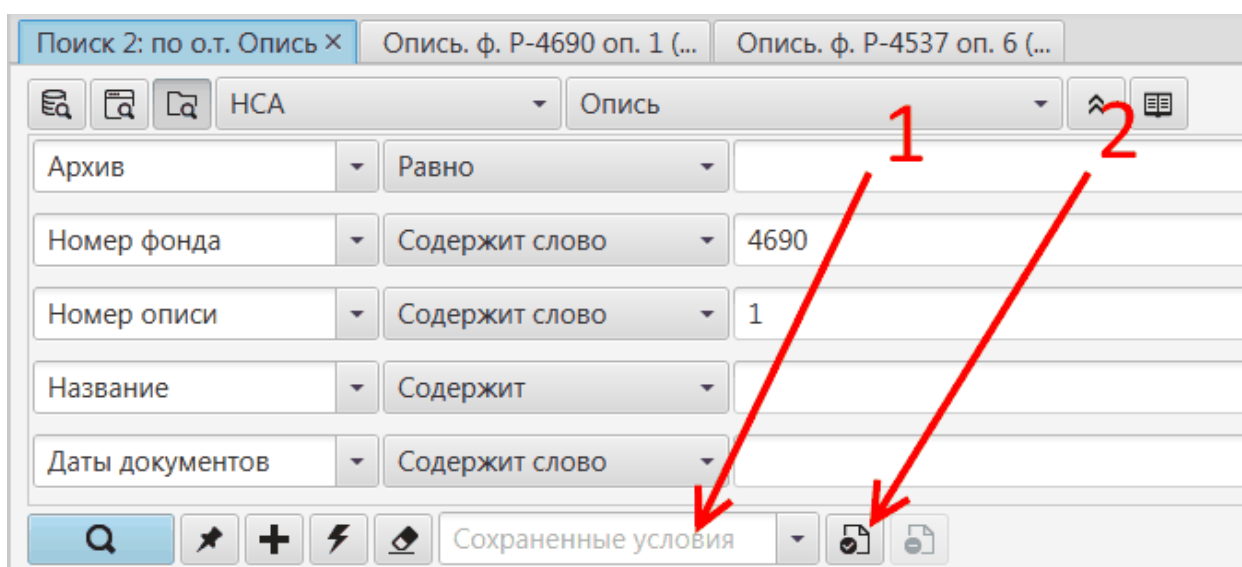 Поиск 2: по о.т. Опись × Опись. ф. Р-4690 оп. 1 (... Опись. ф. Р-4537 оп. 6 (...
НСА Опись 1 2
Архив Равно
Номер фонда Содержит слово 4690
Номер описи Содержит слово 1
Название Содержит
Даты документов Содержит слово
Сохраненные условия